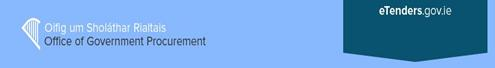 Oifig um Sholáthar Rialtais
Office of Government Procurement
eTenders.gov.ie